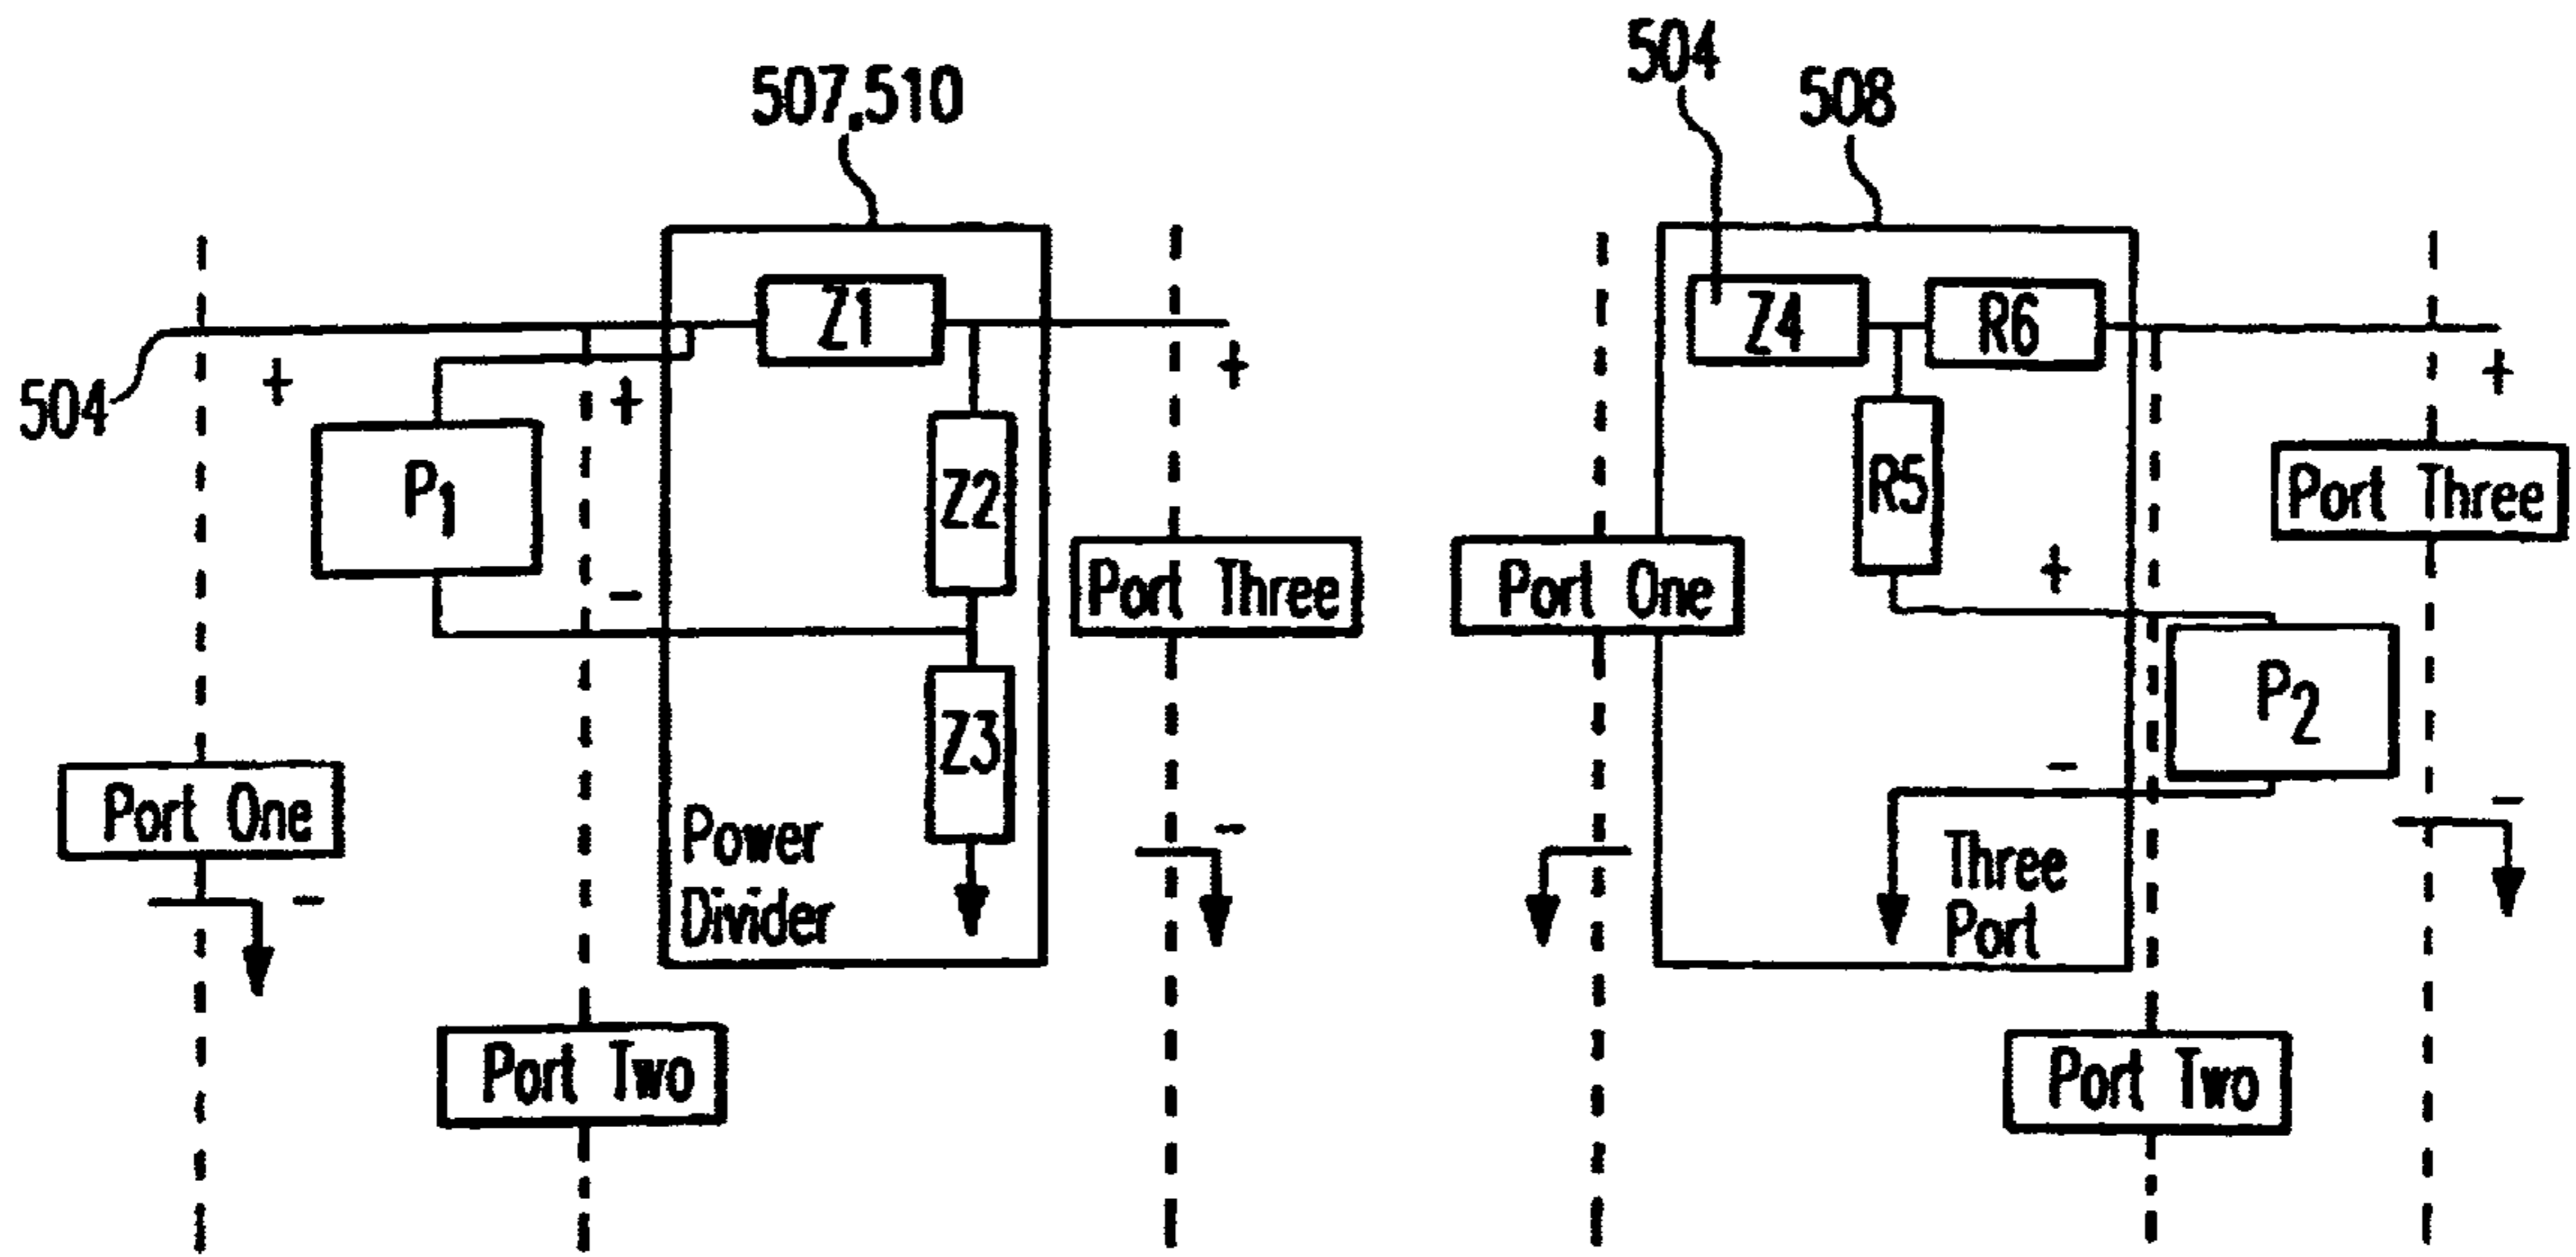 507,510
504
508
Z1
Z4
R6
+
+
+
+
504
P1
Z2
R5
Port Three
Port One
Port Three
-
+
P2
Z3
Port One
Power
Divider
-
-
-
-
Three
Port
Port Two
Port Two